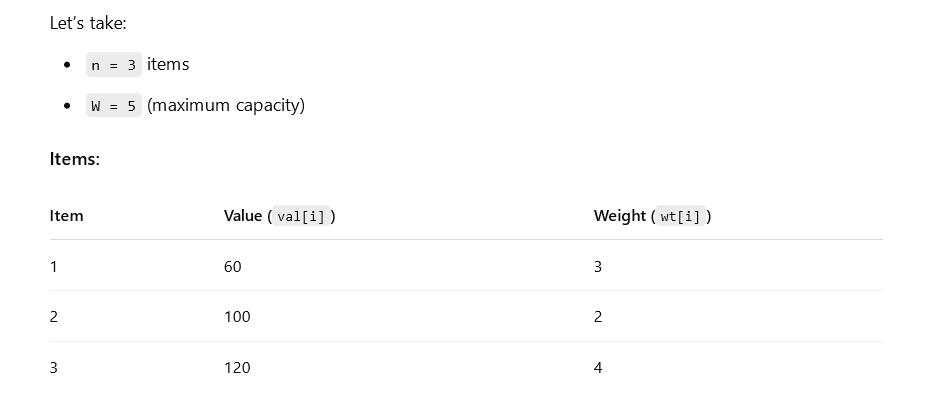 Let's take:
• n = 3 items
• W = 5 (maximum capacity)
Items:
Item Value ( val[i] ) Weight ( wt[i] )
1 60 3
2 100 2
3 120 4